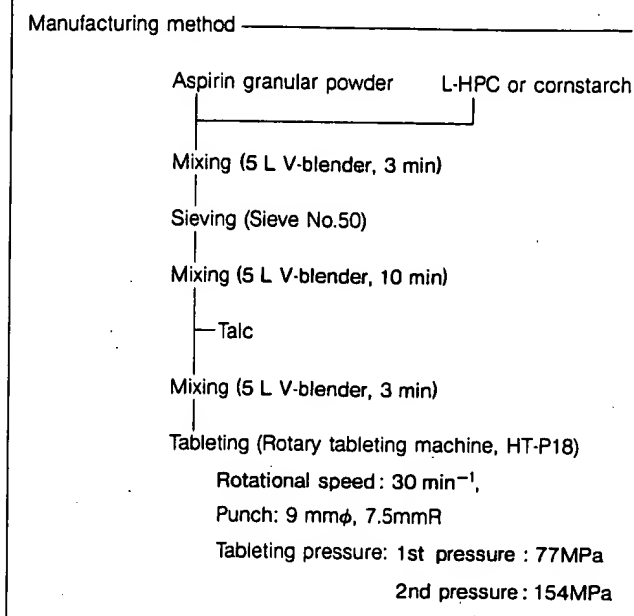 Manufacturing method
Aspirin granular powder L-HPC or cornstarch
Mixing (5 L V-blender, 3 min)
Sieving (Sieve No.50)
Mixing (5 L V-blender, 10 min)
Talc
Mixing (5 L V-blender, 3 min)
Tableting (Rotary tableting machine, HT-P18)
Rotational speed: 30 min⁻¹,
Punch: 9 mmφ, 7.5mmR
Tableting pressure: 1st pressure : 77MPa
2nd pressure: 154MPa